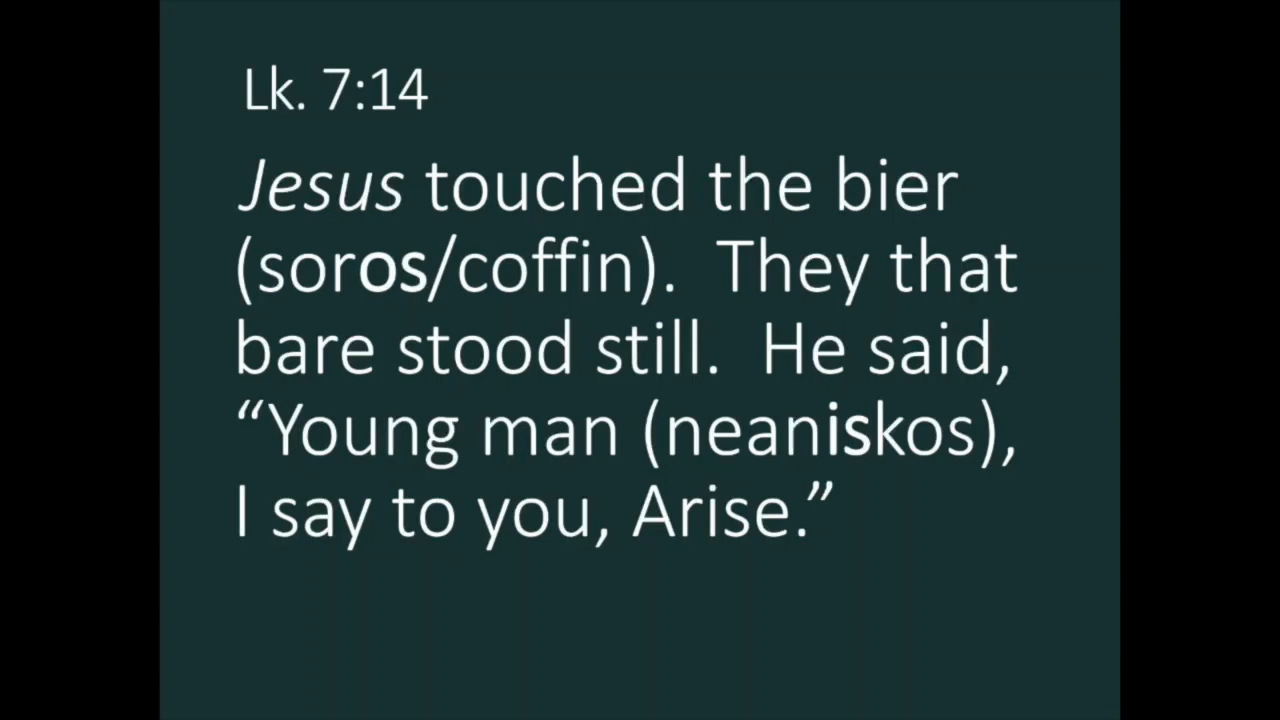 Lk. 7:14
Jesus touched the bier
(soros/coffin).  They that
bare stood still.  He said,
“Young man (neaniskos),
I say to you, Arise.”